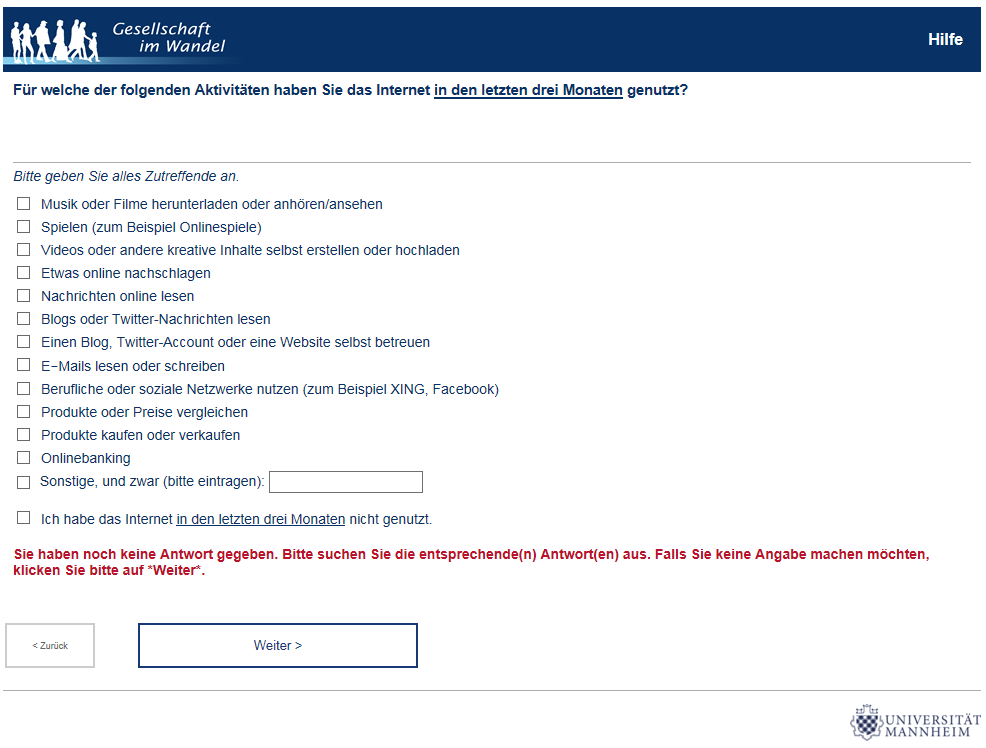 Gesellschaft
im Wandel
Hilfe
Für welche der folgenden Aktivitäten haben Sie das Internet in den letzten drei Monaten genutzt?
Bitte geben Sie alles Zutreffende an.
Musik oder Filme herunterladen oder anhören/ansehen
Spielen (zum Beispiel Onlinespiele)
Videos oder andere kreative Inhalte selbst erstellen oder hochladen
Etwas online nachschlagen
Nachrichten online lesen
Blogs oder Twitter-Nachrichten lesen
Einen Blog, Twitter-Account oder eine Website selbst betreuen
E-Mails lesen oder schreiben
Berufliche oder soziale Netzwerke nutzen (zum Beispiel XING, Facebook)
Produkte oder Preise vergleichen
Produkte kaufen oder verkaufen
Onlinebanking
Sonstige, und zwar (bitte eintragen):
Ich habe das Internet in den letzten drei Monaten nicht genutzt.
Sie haben noch keine Antwort gegeben. Bitte suchen Sie die entsprechende(n) Antwort(en) aus. Falls Sie keine Angabe machen möchten,
klicken Sie bitte auf *Weiter*.
< Zurück
Weiter >
UNIVERSITÄT
MANNHEIM